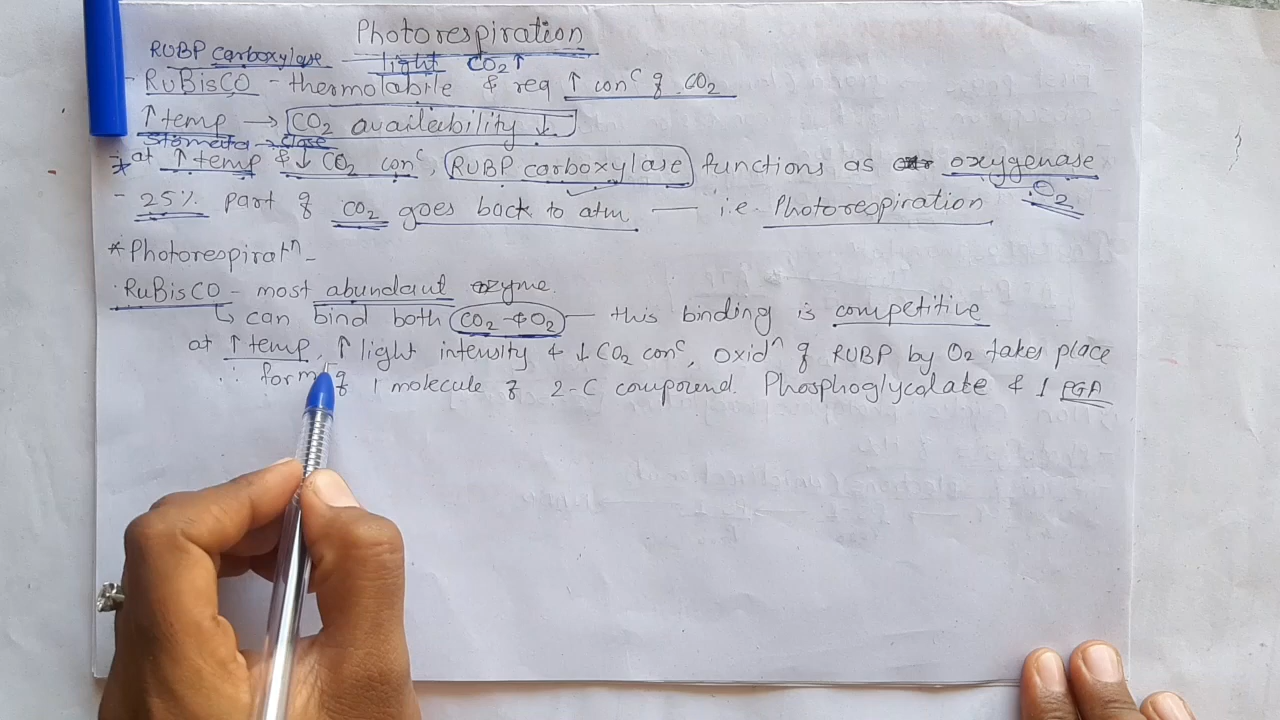 Photorespiration
RUBP carboxylase light CO2 ↑
- RuBisCO - thermolabile & req ↑ conc of CO2
↑ temp → CO2 availeibility ↓
Stomata → close
* at ↑ temp & ↓ CO2 conc, RUBP carboxylase functions as oxygenase
O2
- 25% part of CO2 goes back to atm — i.e. Photorespiration
* Photorespiratn -
RuBisCO - most abundant ezyme.
↳ can bind both CO2 & O2 — this binding is competitive
at ↑ temp, ↑ light intensity & ↓ CO2 conc, oxidn of RUBP by O2 takes place
∴ formn of 1 molecule of 2-C compound. Phosphoglycolate & 1 PGA